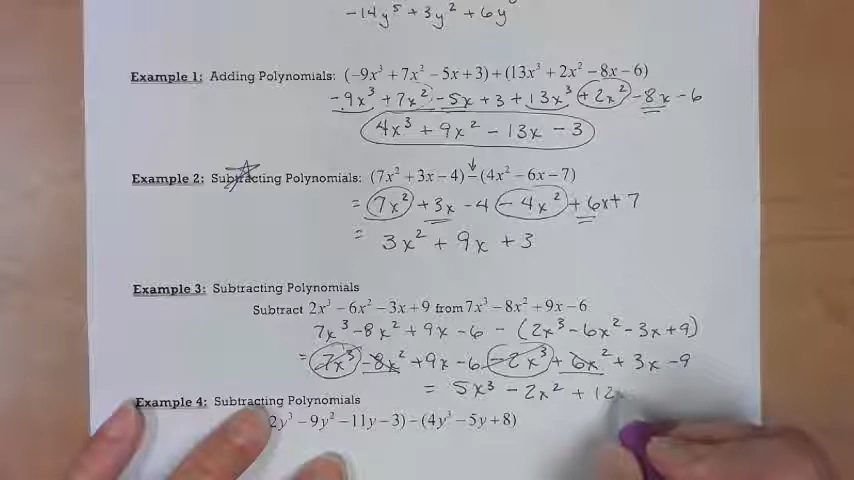 -14y⁵ + 3y² + 6y
Example 1: Adding Polynomials: (-9x³ + 7x² - 5x + 3) + (13x³ + 2x² - 8x - 6)
-9x³ + 7x² - 5x + 3 + 13x³ + 2x² - 8x - 6
4x³ + 9x² - 13x - 3
Example 2: Subtracting Polynomials: (7x² + 3x - 4) - (4x² - 6x - 7)
= 7x² + 3x - 4 - 4x² + 6x + 7
= 3x² + 9x + 3
Example 3: Subtracting Polynomials
Subtract 2x³ - 6x² - 3x + 9 from 7x³ - 8x² + 9x - 6
7x³ - 8x² + 9x - 6 - (2x³ - 6x² - 3x + 9)
= 7x³ - 8x² + 9x - 6 - 2x³ + 6x² + 3x - 9
= 5x³ - 2x² + 12x
Example 4: Subtracting Polynomials
2y³ - 9y² - 11y - 3) - (4y³ - 5y + 8)